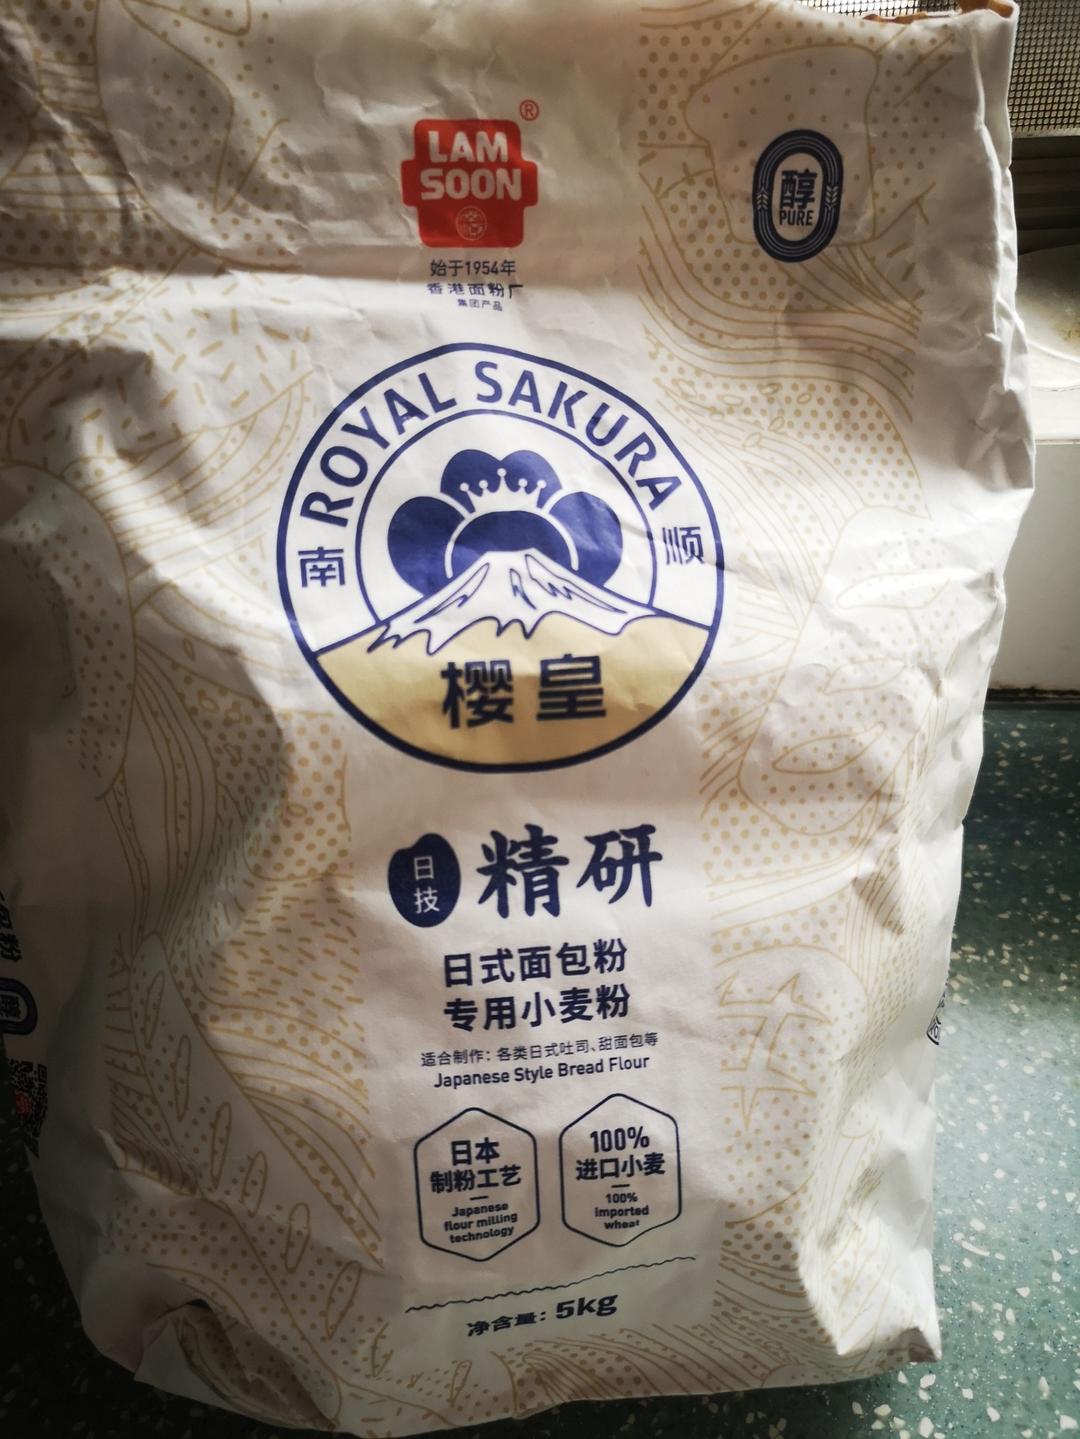 LAM
SOON
®
始于1954年
香港面粉厂
集团产品
醇
PURE
ROYAL SAKURA
南
顺
樱皇
日技
精研
日式面包粉
专用小麦粉
适合制作：各类日式吐司、甜面包等
Japanese Style Bread Flour
日本
制粉工艺
Japanese
flour milling
technology
100%
进口小麦
100%
imported
wheat
净含量：5kg